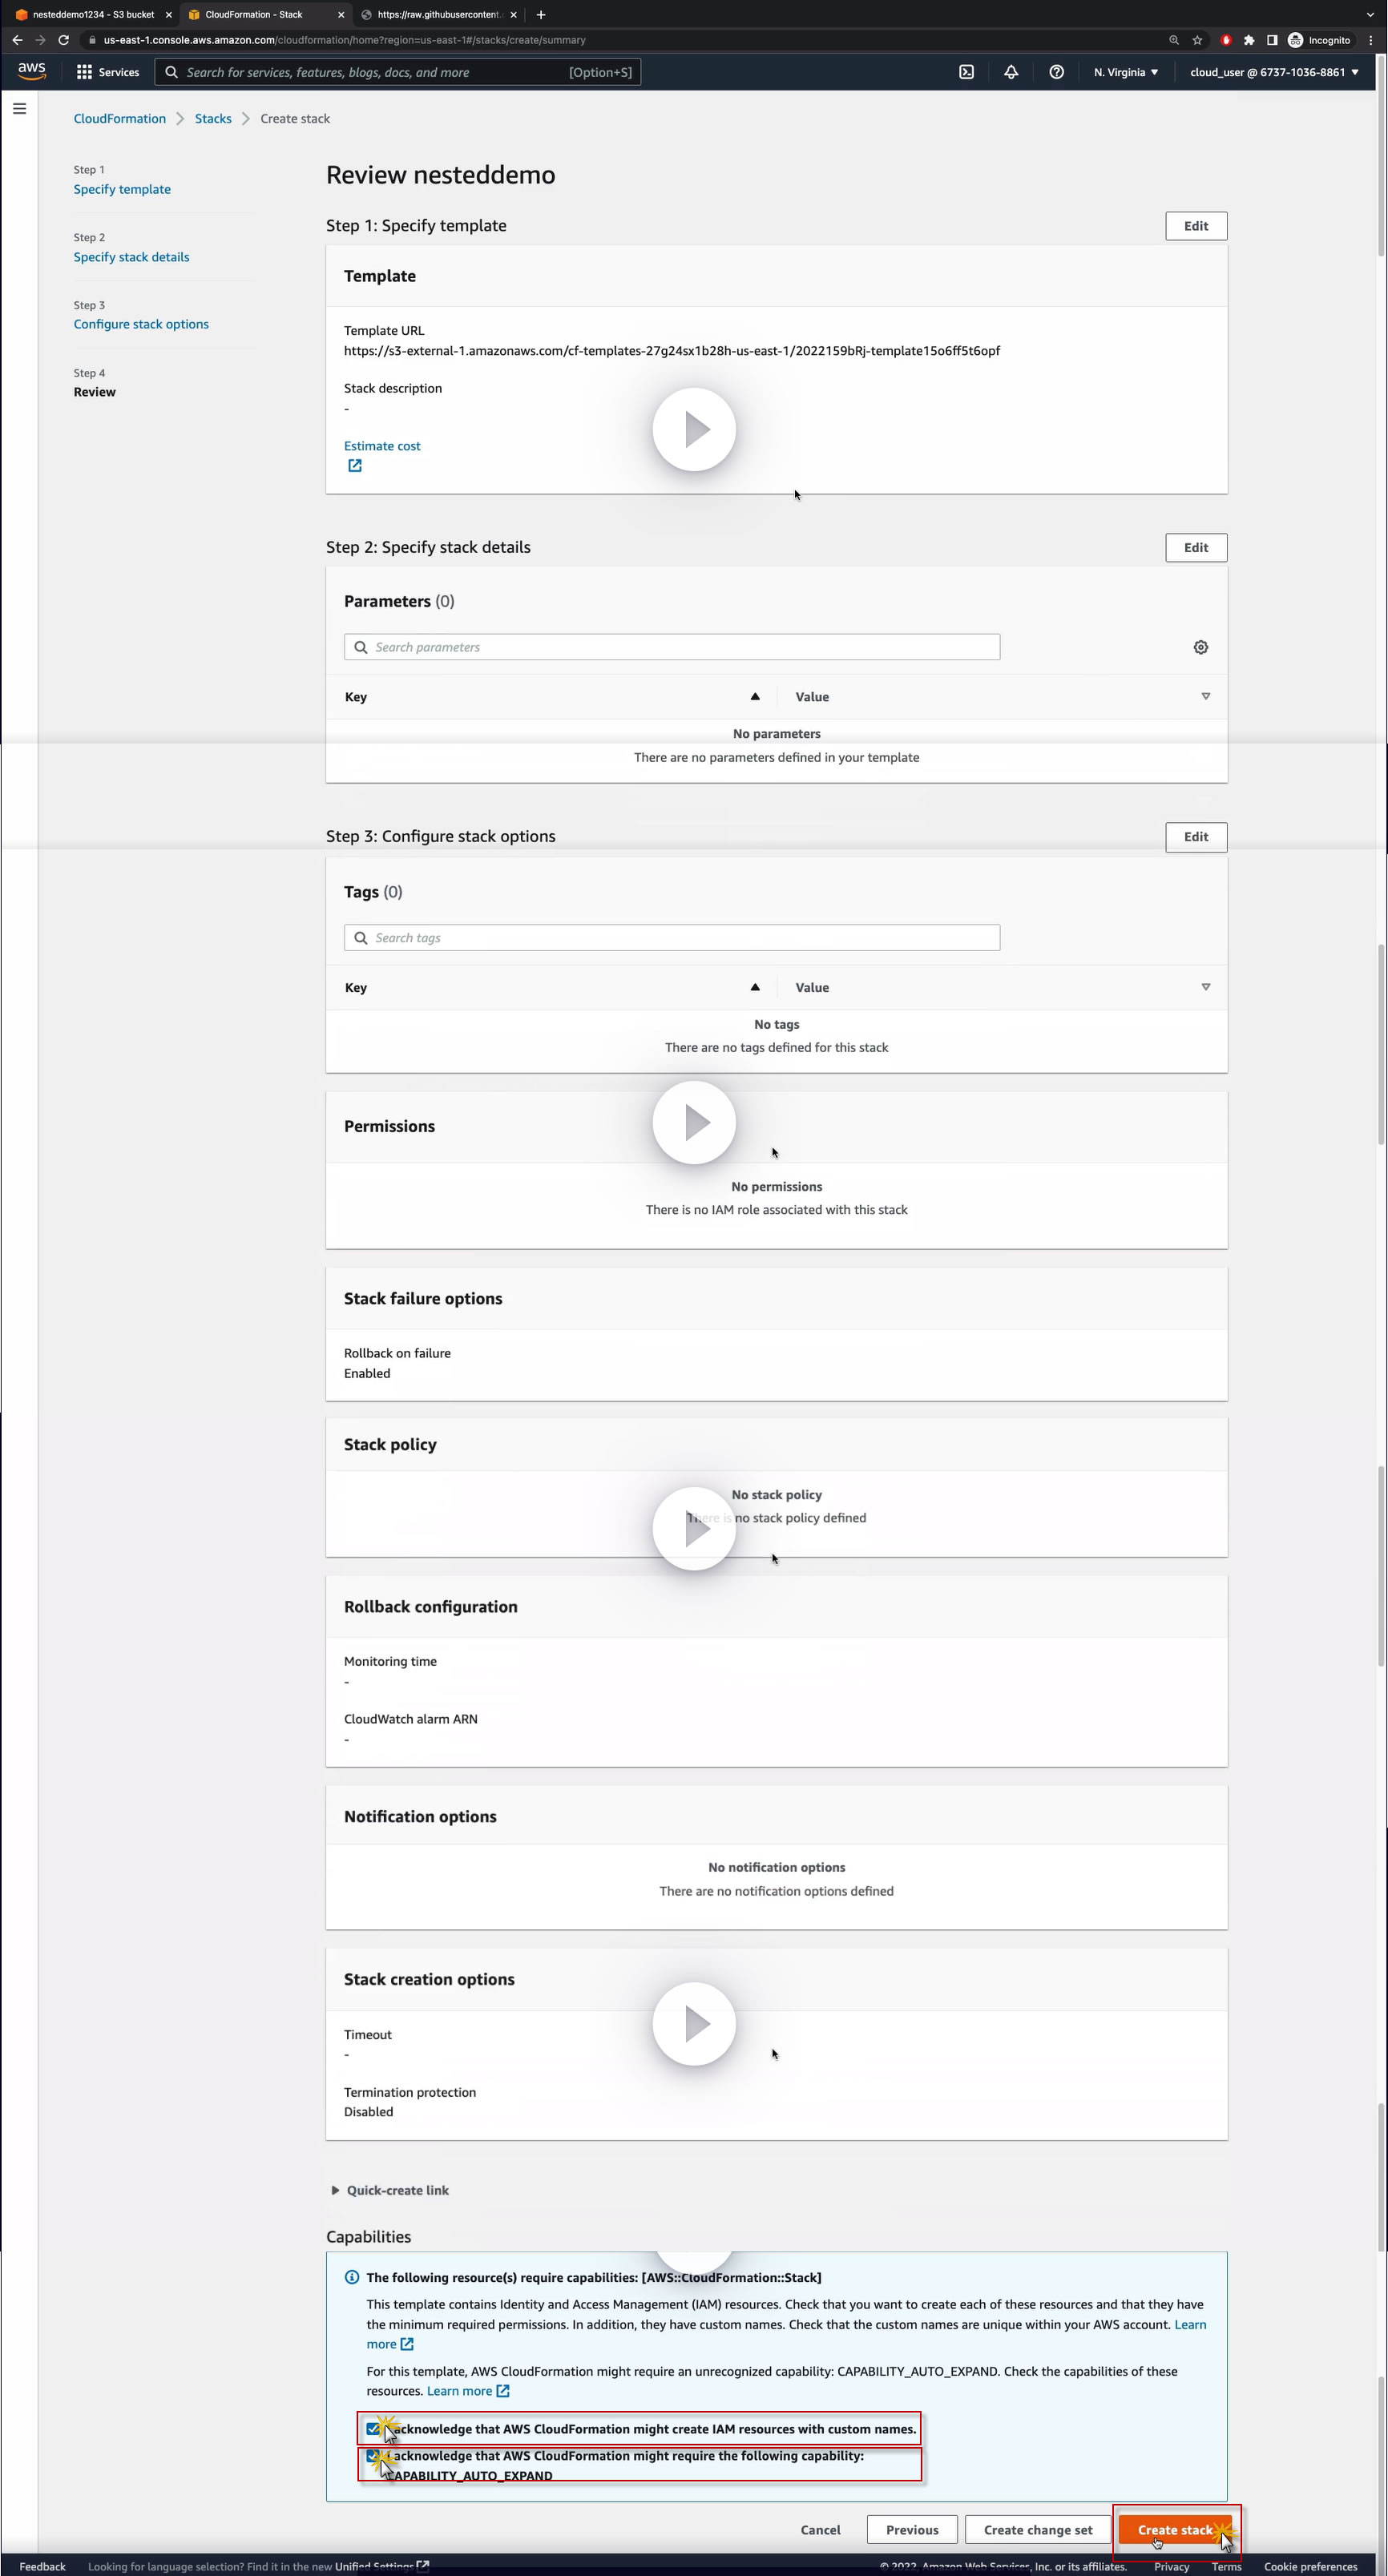 nesteddemo1234 - S3 bucket
CloudFormation - Stack
https://raw.githubusercontent.
us-east-1.console.aws.amazon.com/cloudformation/home?region=us-east-1#/stacks/create/summary
Incognito
aws
Services
Search for services, features, blogs, docs, and more
[Option+S]
N. Virginia
cloud_user @ 6737-1036-8861
CloudFormation
Stacks
Create stack
Step 1
Specify template
Step 2
Specify stack details
Step 3
Configure stack options
Step 4
Review
Review nesteddemo
Step 1: Specify template
Edit
Template
Template URL
https://s3-external-1.amazonaws.com/cf-templates-27g24sx1b28h-us-east-1/2022159bRj-template15o6ff5t6opf
Stack description
-
Estimate cost
Step 2: Specify stack details
Edit
Parameters (0)
Search parameters
Key
Value
No parameters
There are no parameters defined in your template
Step 3: Configure stack options
Edit
Tags (0)
Search tags
Key
Value
No tags
There are no tags defined for this stack
Permissions
No permissions
There is no IAM role associated with this stack
Stack failure options
Rollback on failure
Enabled
Stack policy
No stack policy
There is no stack policy defined
Rollback configuration
Monitoring time
-
CloudWatch alarm ARN
-
Notification options
No notification options
There are no notification options defined
Stack creation options
Timeout
-
Termination protection
Disabled
Quick-create link
Capabilities
The following resource(s) require capabilities: [AWS::CloudFormation::Stack]
This template contains Identity and Access Management (IAM) resources. Check that you want to create each of these resources and that they have
the minimum required permissions. In addition, they have custom names. Check that the custom names are unique within your AWS account. Learn
more
For this template, AWS CloudFormation might require an unrecognized capability: CAPABILITY_AUTO_EXPAND. Check the capabilities of these
resources. Learn more
acknowledge that AWS CloudFormation might create IAM resources with custom names.
acknowledge that AWS CloudFormation might require the following capability:
CAPABILITY_AUTO_EXPAND
Cancel
Previous
Create change set
Create stack
Feedback
Looking for language selection? Find it in the new Unified Settings
© 2022, Amazon Web Services, Inc. or its affiliates.
Privacy
Terms
Cookie preferences